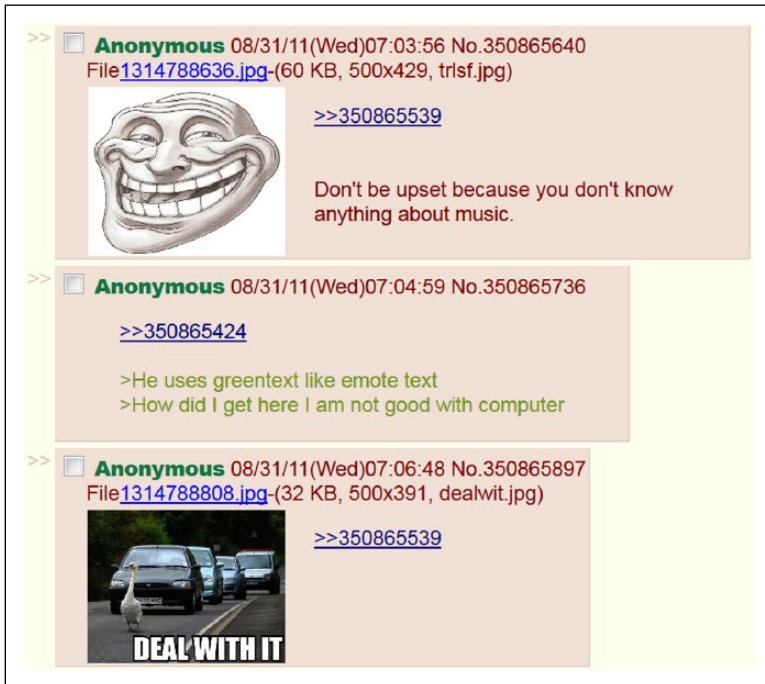 >> Anonymous 08/31/11(Wed)07:03:56 No.350865640
File1314788636.jpg-(60 KB, 500x429, trlsf.jpg)
>>350865539
Don't be upset because you don't know
anything about music.
>> Anonymous 08/31/11(Wed)07:04:59 No.350865736
>>350865424
>He uses greentext like emote text
>How did I get here I am not good with computer
>> Anonymous 08/31/11(Wed)07:06:48 No.350865897
File1314788808.jpg-(32 KB, 500x391, dealwit.jpg)
>>350865539
DEAL WITH IT